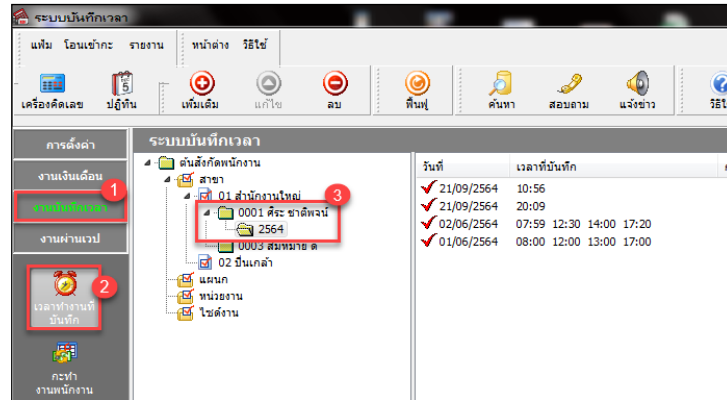 ระบบบันทึกเวลา
แฟ้ม โอนเข้ากะ รายงาน หน้าต่าง วิธีใช้
เครื่องคิดเลข ปฏิทิน เพิ่มเติม แก้ไข ลบ ฟื้นฟู ค้นหา สอบถาม แจ้งข่าว
การตั้งค่า
งานเงินเดือน
1
งานบันทึกเวลา
งานผ่านเวป
2
เวลาทำงานที่
บันทึก
กะทำ
งานพนักงาน
ระบบบันทึกเวลา
ต้นสังกัดพนักงาน
สาขา
01 สำนักงานใหญ่
3
0001 ศิระ ชาติพจน์
2564
0003 สมหมาย ดี
02 ปิ่นเกล้า
แผนก
หน่วยงาน
ไซด์งาน
วันที่ เวลาที่บันทึก
21/09/2564 10:56
21/09/2564 20:09
02/06/2564 07:59 12:30 14:00 17:20
01/06/2564 08:00 12:00 13:00 17:00